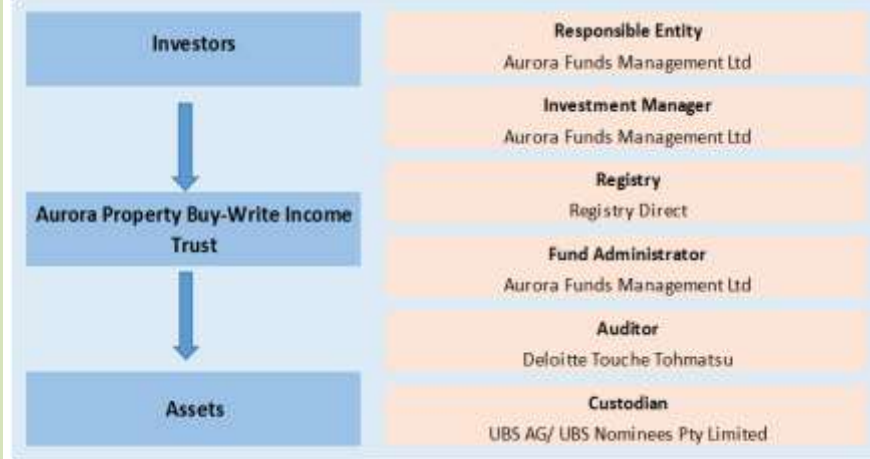 Investors
Aurora Property Buy-Write Income
Trust
Assets
Responsible Entity
Aurora Funds Management Ltd
Investment Manager
Aurora Funds Management Ltd
Registry
Registry Direct
Fund Administrator
Aurora Funds Management Ltd
Auditor
Deloitte Touche Tohmatsu
Custodian
UBS AG/ UBS Nominees Pty Limited